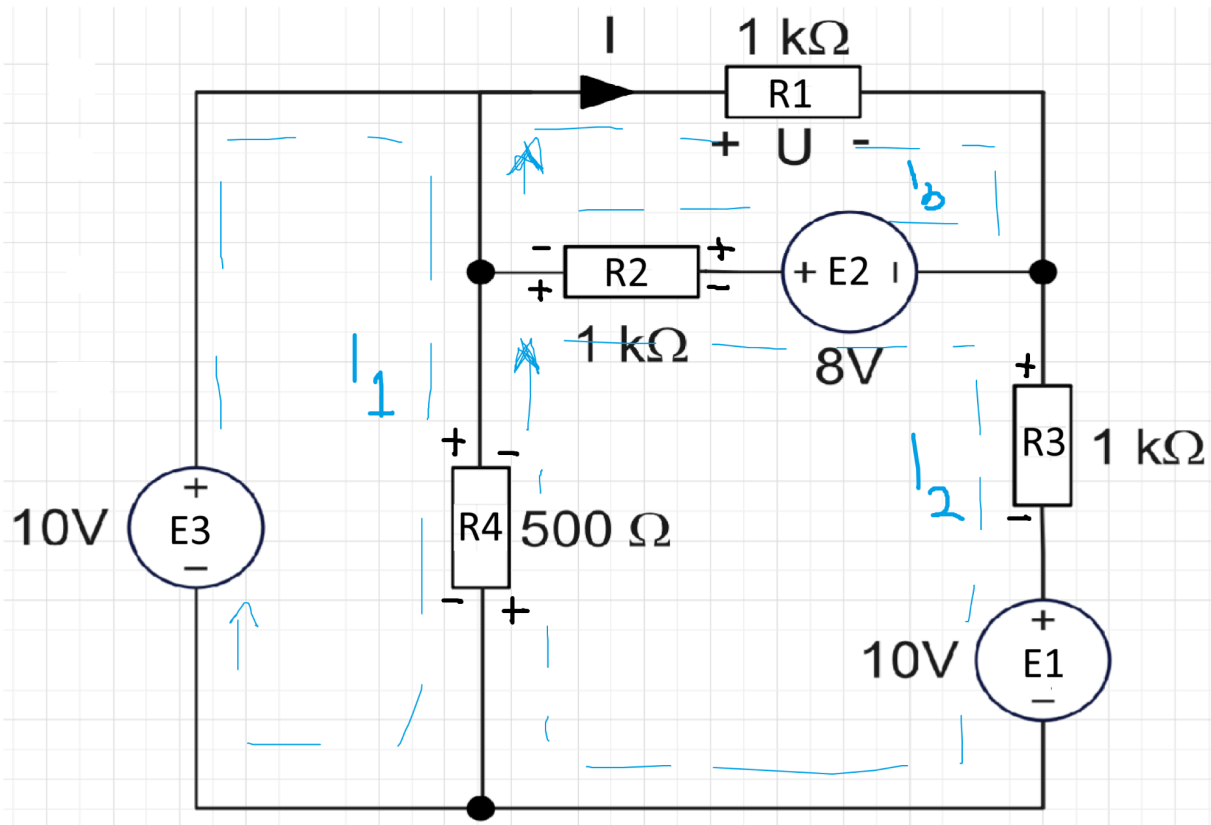 I
1 kΩ
R1
+ U -
I3
- +
R2
+ E2 -
+ -
1 kΩ
8V
I1
+
R3
1 kΩ
-
I2
+ -
R4
500 Ω
- +
10V
+
E3
-
10V
+
E1
-